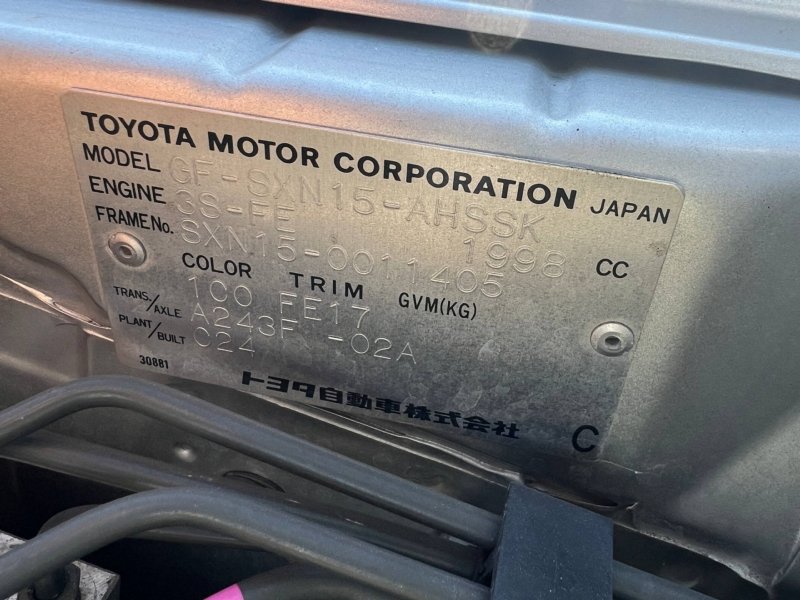 TOYOTA MOTOR CORPORATION JAPAN
MODEL GF-SXN15-AHSSK
ENGINE 3S-FE 1998 CC
FRAME No. SXN15-0011405
COLOR TRIM GVM(KG)
1C0 FE17
TRANS./AXLE A243F -02A
PLANT/BUILT C24
30881
トヨタ自動車株式会社 C